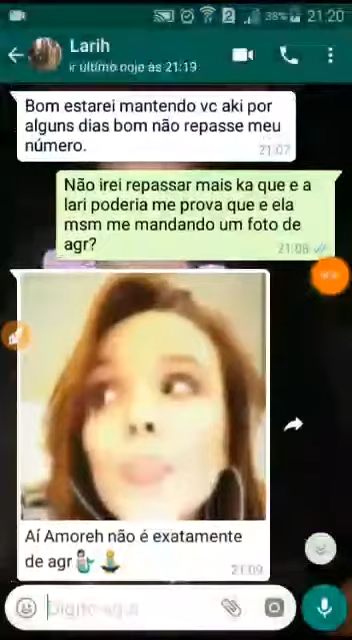 38% 21:20
Larih
último hoje às 21:19
Bom estarei mantendo vc aki por
alguns dias bom não repasse meu
número.
21:07
Não irei repassar mais ka que e a
lari poderia me prova que e ela
msm me mandando um foto de
agr?
21:08
Aí Amoreh não é exatamente
de agr🧜🏻‍♀️🧜‍♂️
21:09